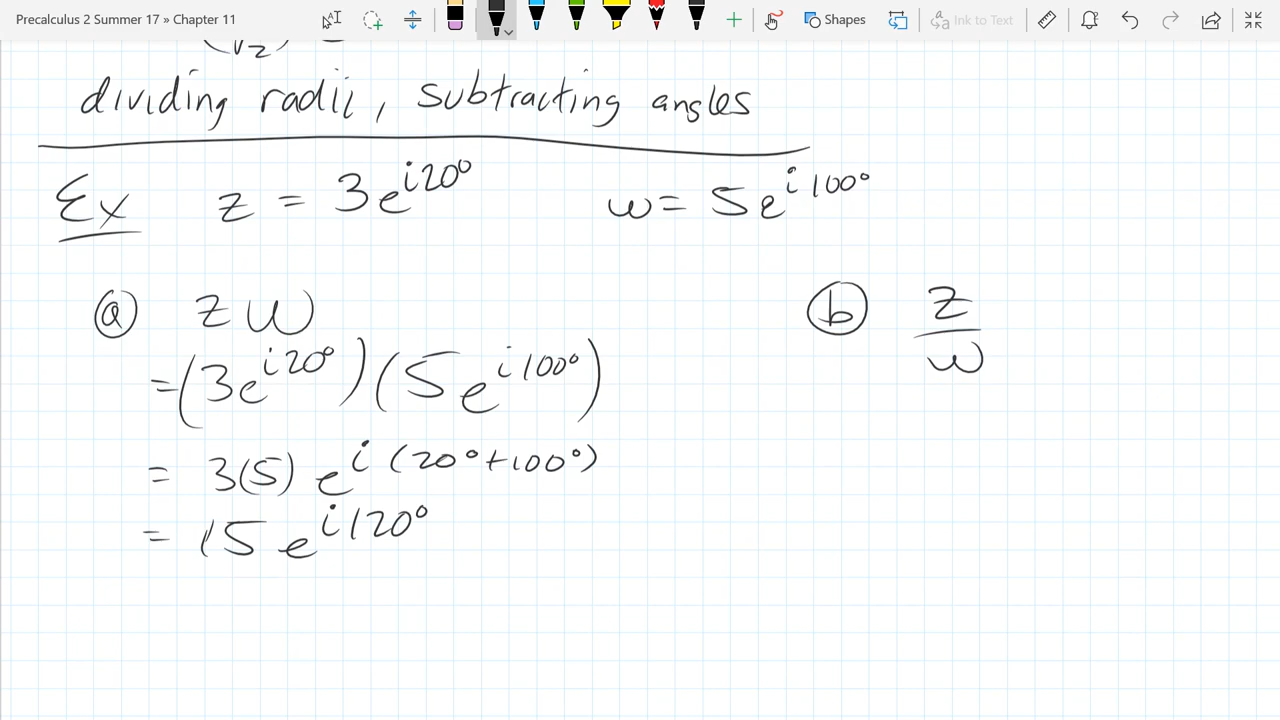 Precalculus 2 Summer 17 » Chapter 11
Shapes
Ink to Text
dividing radii, subtracting angles
Ex z = 3e^{i20°} w = 5e^{i100°}
ⓐ zw
= (3e^{i20°})(5e^{i100°})
= 3(5) e^{i(20°+100°)}
= 15 e^{i120°}
ⓑ z/w